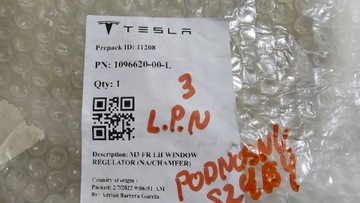 TESLA
Prepack ID: 11208
PN: 1096620-00-L
Qty: 1
3
L.P.N
Description: M3 FR LH WINDOW
REGULATOR (NA/CHAMFER)
Country of origin :
Packed: 2/7/2022 9:06:51 AM
By: Adrian Barrera Garcia